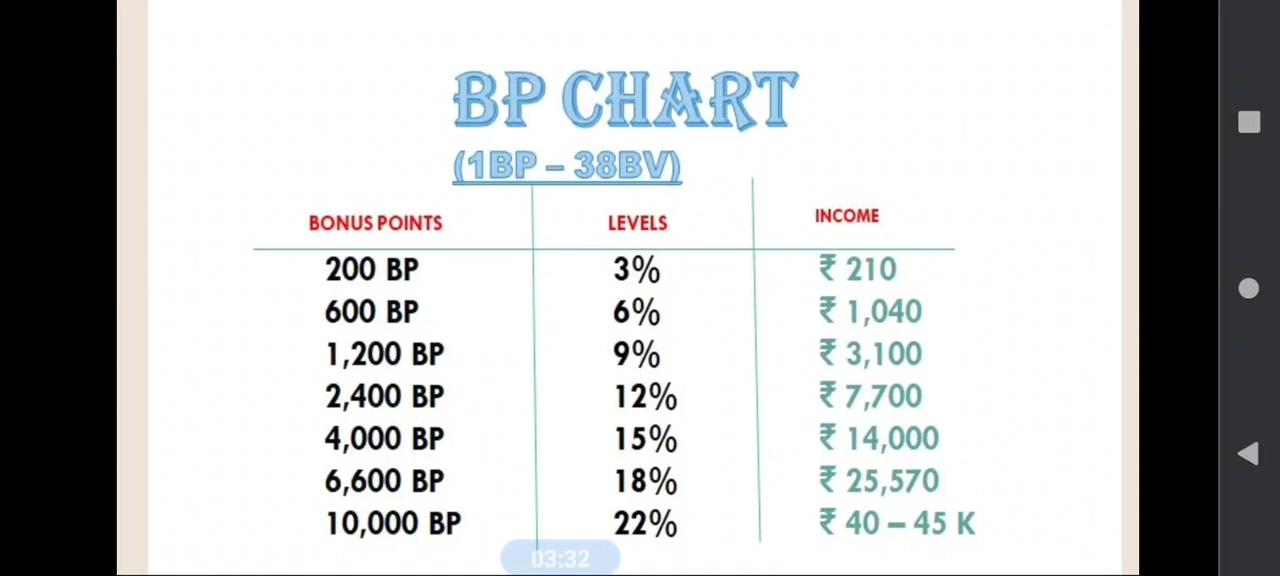 BP CHART
(1BP – 38BV)
BONUS POINTS LEVELS INCOME
200 BP 3% ₹ 210
600 BP 6% ₹ 1,040
1,200 BP 9% ₹ 3,100
2,400 BP 12% ₹ 7,700
4,000 BP 15% ₹ 14,000
6,600 BP 18% ₹ 25,570
10,000 BP 22% ₹ 40 – 45 K
03:32